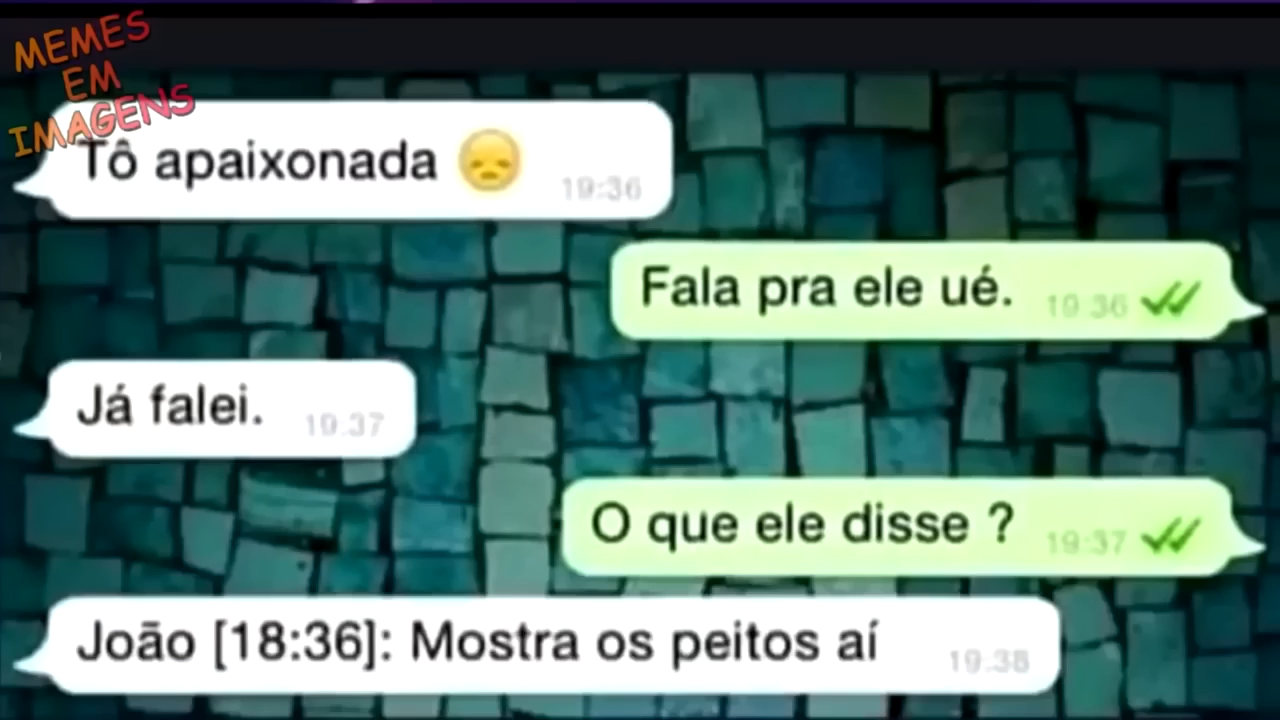 MEMES
EM
IMAGENS
Tô apaixonada 😞 19:36
Fala pra ele ué. 19:36
Já falei. 19:37
O que ele disse ? 19:37
João [18:36]: Mostra os peitos aí 19:38